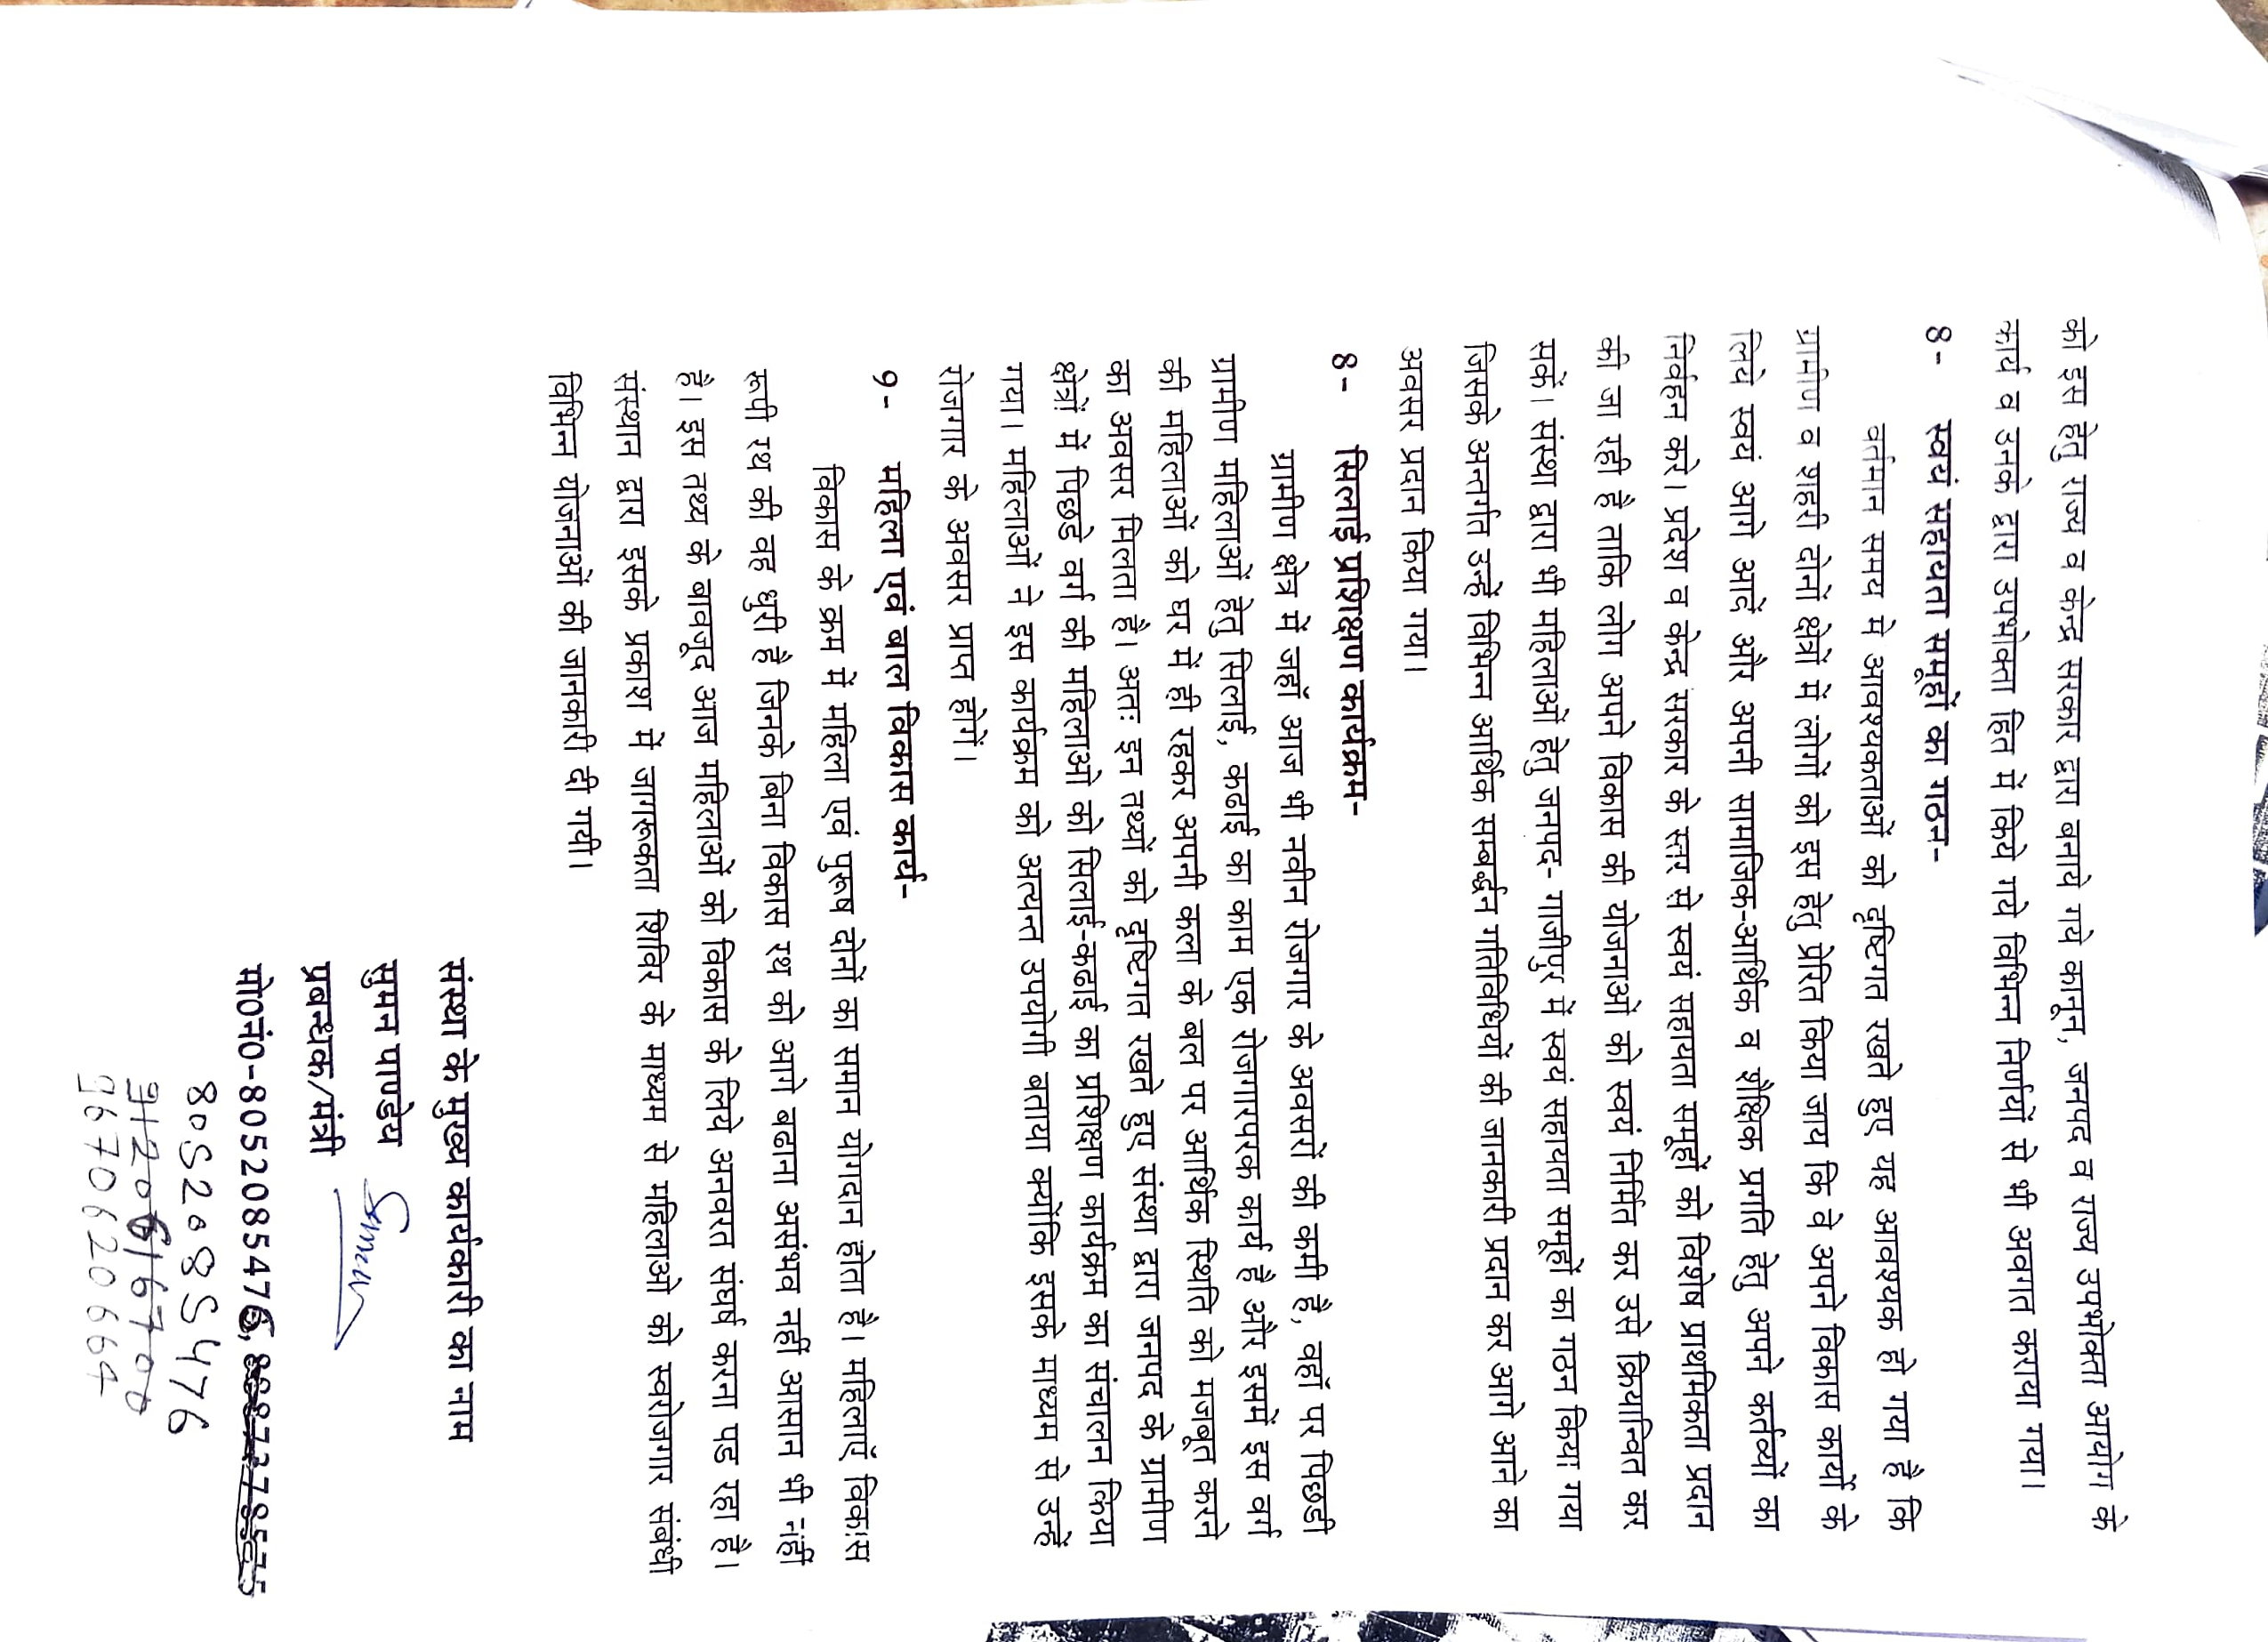 को इस हेतु राज्य व केन्द्र सरकार द्वारा बनाये गये कानून, जनपद व राज्य उपभोक्ता आयोग के
कार्य व उनके द्वारा उपभोक्ता हित में किये गये विभिन्न निर्णयों से भी अवगत कराया गया।
8- स्वयं सहायता समूहों का गठन-
वर्तमान समय मे आवश्यकताओं को दृष्टिगत रखते हुए यह आवश्यक हो गया है कि
ग्रामीण व शहरी दोनों क्षेत्रों में लोगों को इस हेतु प्रेरित किया जाय कि वे अपने विकास कार्यों के
लिये स्वयं आगे आवें और अपनी सामाजिक-आर्थिक व शैक्षिक प्रगति हेतु अपने कर्तव्यों का
निर्वहन करे। प्रदेश व केन्द्र सरकार के स्तर से स्वयं सहायता समूहों को विशेष प्राथमिकता प्रदान
की जा रही है ताकि लोग अपने विकास की योजनाओं को स्वयं निर्मित कर उसे क्रियान्वित कर
सकें। संस्था द्वारा भी महिलाओं हेतु जनपद- गाजीपुर में स्वयं सहायता समूहों का गठन किया गया
जिसके अन्तर्गत उन्हें विभिन्न आर्थिक सम्बर्द्धन गतिविधियों की जानकारी प्रदान कर आगे आने का
अवसर प्रदान किया गया।
8- सिलाई प्रशिक्षण कार्यक्रम-
ग्रामीण क्षेत्र में जहाँ आज भी नवीन रोजगार के अवसरों की कमी है, वहाँ पर पिछडी
ग्रामीण महिलाओं हेतु सिलाई, कढाई का काम एक रोजगारपरक कार्य है और इसमें इस वर्ग
की महिलाओं को घर में ही रहकर अपनी कला के बल पर आर्थिक स्थिति को मजबूत करने
का अवसर मिलता है। अतः इन तथ्यों को दृष्टिगत रखते हुए संस्था द्वारा जनपद के ग्रामीण
क्षेत्रों में पिछडे वर्ग की महिलाओ को सिलाई-कढाई का प्रशिक्षण कार्यक्रम का संचालन किया
गया। महिलाओं ने इस कार्यक्रम को अत्यन्त उपयोगी बताया क्योंकि इसके माध्यम से उन्हें
रोजगार के अवसर प्राप्त होगें।
9- महिला एवं बाल विकास कार्य-
विकास के क्रम में महिला एवं पुरूष दोनों का समान योगदान होता है। महिलाएं विकास
रूपी रथ की वह धुरी है जिनके बिना विकास रथ को आगे बढाना असंभव नहीं आसान भी नंही
है। इस तथ्य के बावजूद आज महिलाओं को विकास के लिये अनवरत संघर्ष करना पड रहा है।
संस्थान द्वारा इसके प्रकाश में जागरूकता शिविर के माध्यम से महिलाओ को स्वरोजगार संबंधी
विभिन्न योजनाओं की जानकारी दी गयी।
संस्था के मुख्य कार्यकारी का नाम
सुमन पाण्डेय
प्रबन्धक/मंत्री
मो0नं0-8052085476,
8052085476
9670620664